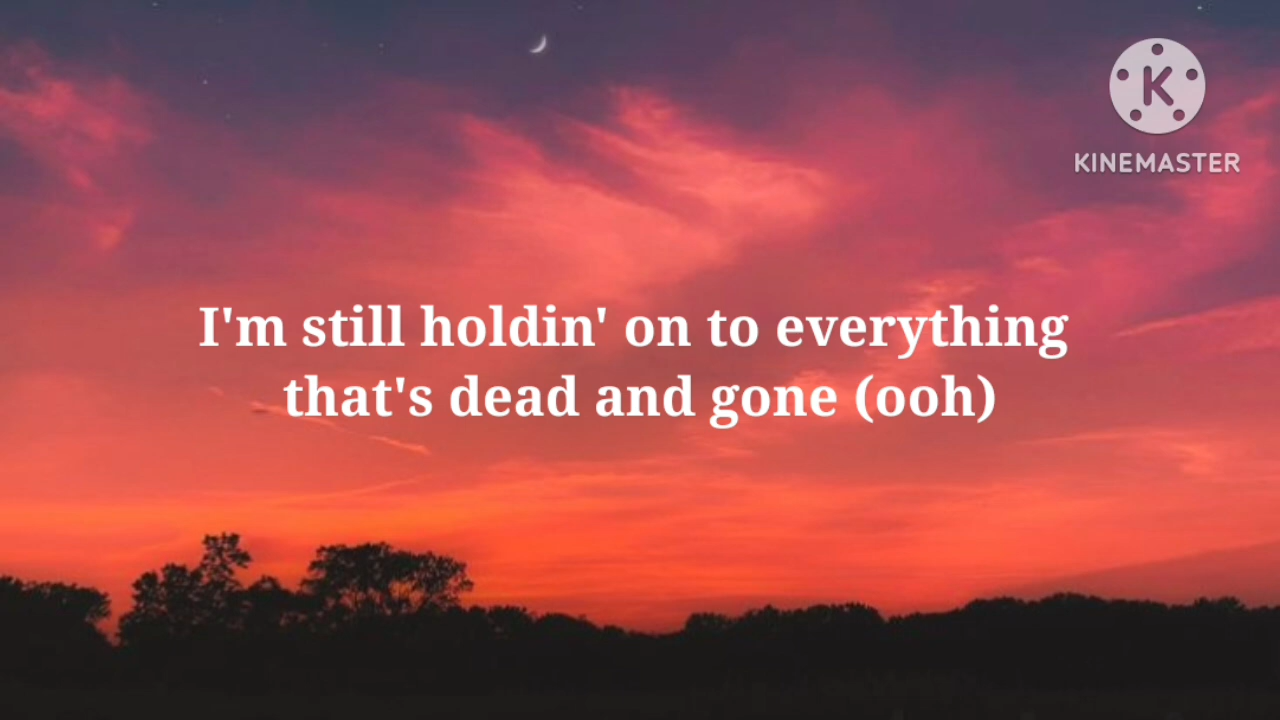 K
KINEMASTER
I'm still holdin' on to everything
that's dead and gone (ooh)